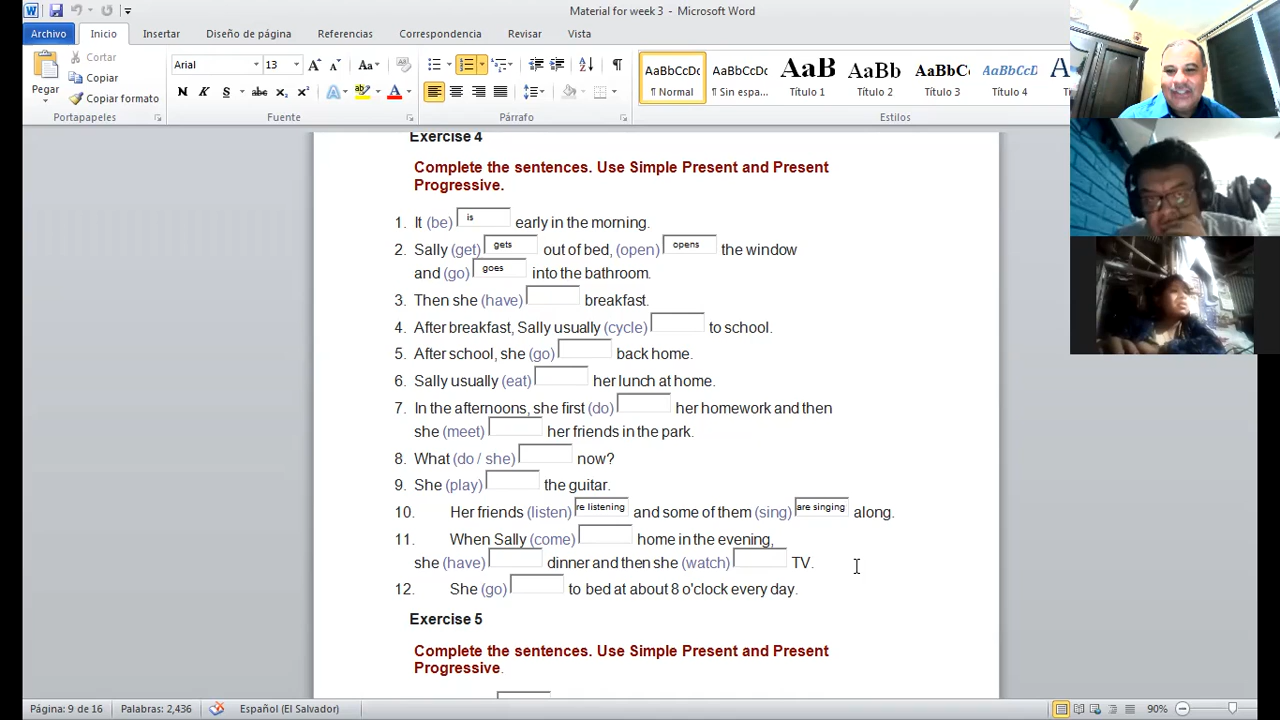 Material for week 3 - Microsoft Word
Archivo Inicio Insertar Diseño de página Referencias Correspondencia Revisar Vista
Cortar
Copiar
Copiar formato
Pegar
Arial 13
AaBbCcDc AaBbCcDc AaB AaBb AaBbC AaBbCcD A
¶ Normal ¶ Sin espa... Título 1 Título 2 Título 3 Título 4
Portapapeles Fuente Párrafo Estilos
Exercise 4
Complete the sentences. Use Simple Present and Present
Progressive.
1. It (be) is early in the morning.
2. Sally (get) gets out of bed, (open) opens the window
and (go) goes into the bathroom.
3. Then she (have) breakfast.
4. After breakfast, Sally usually (cycle) to school.
5. After school, she (go) back home.
6. Sally usually (eat) her lunch at home.
7. In the afternoons, she first (do) her homework and then
she (meet) her friends in the park.
8. What (do / she) now?
9. She (play) the guitar.
10. Her friends (listen) re listening and some of them (sing) are singing along.
11. When Sally (come) home in the evening,
she (have) dinner and then she (watch) TV.
12. She (go) to bed at about 8 o'clock every day.
Exercise 5
Complete the sentences. Use Simple Present and Present
Progressive.
Página: 9 de 16 Palabras: 2,436 Español (El Salvador) 90%